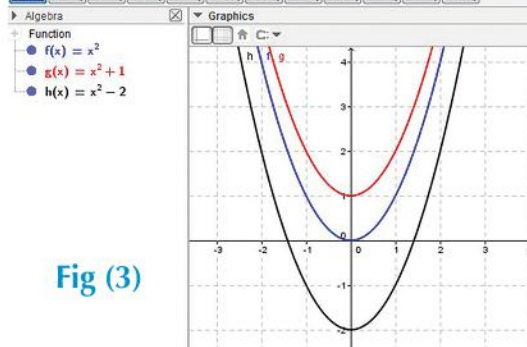 Algebra
Graphics
Function
f(x) = x²
g(x) = x² + 1
h(x) = x² − 2
h f g
4
3
2
1
0
-3 -2 -1 0 1 2 3
-1
-2
Fig (3)